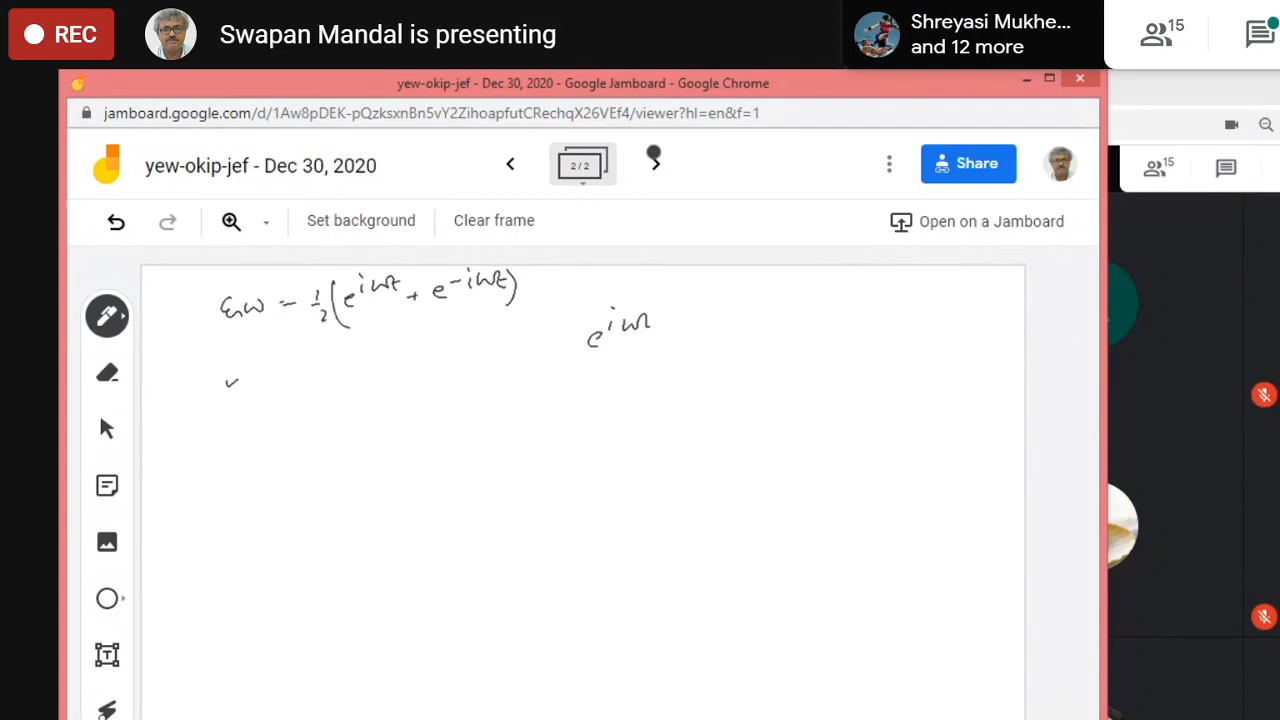 REC
Swapan Mandal is presenting
Shreyasi Mukhe...
and 12 more
15
yew-okip-jef - Dec 30, 2020 - Google Jamboard - Google Chrome
jamboard.google.com/d/1Aw8pDEK-pQzksxnBn5vY2ZihoapfutCRechqX26VEf4/viewer?hl=en&f=1
yew-okip-jef - Dec 30, 2020
2 / 2
Share
15
Set background
Clear frame
Open on a Jamboard
= 1/2 (e^{iωt} + e^{-iωt})
e^{iωt}